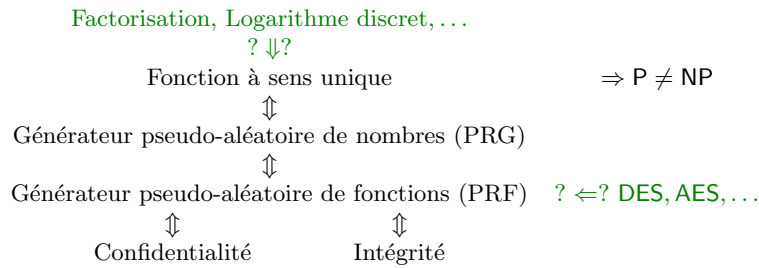 Factorisation, Logarithme discret, . . .
? ⇓?
Fonction à sens unique ⇒ P ≠ NP
⇕
Générateur pseudo-aléatoire de nombres (PRG)
⇕
Générateur pseudo-aléatoire de fonctions (PRF) ? ⇐? DES, AES, . . .
⇕ ⇕
Confidentialité Intégrité